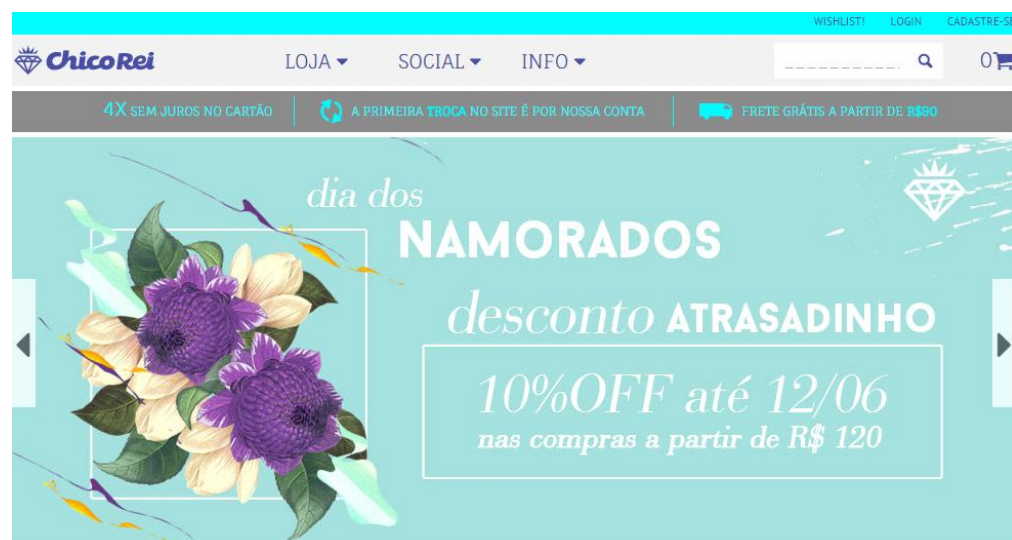 WISHLIST! LOGIN CADASTRE-SE
Chico Rei LOJA SOCIAL INFO 0
4X SEM JUROS NO CARTÃO A PRIMEIRA TROCA NO SITE É POR NOSSA CONTA FRETE GRÁTIS A PARTIR DE R$90
dia dos
NAMORADOS
desconto ATRASADINHO
10%OFF até 12/06
nas compras a partir de R$ 120